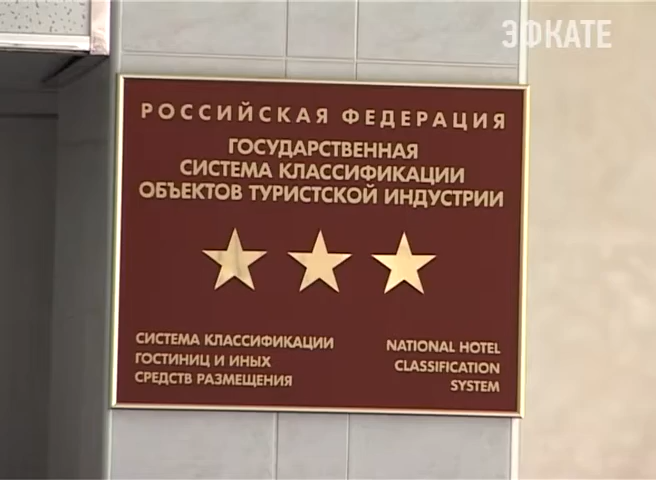 ЭФКАТЕ
РОССИЙСКАЯ ФЕДЕРАЦИЯ
ГОСУДАРСТВЕННАЯ
СИСТЕМА КЛАССИФИКАЦИИ
ОБЪЕКТОВ ТУРИСТСКОЙ ИНДУСТРИИ
СИСТЕМА КЛАССИФИКАЦИИ
ГОСТИНИЦ И ИНЫХ
СРЕДСТВ РАЗМЕЩЕНИЯ
NATIONAL HOTEL
CLASSIFICATION
SYSTEM